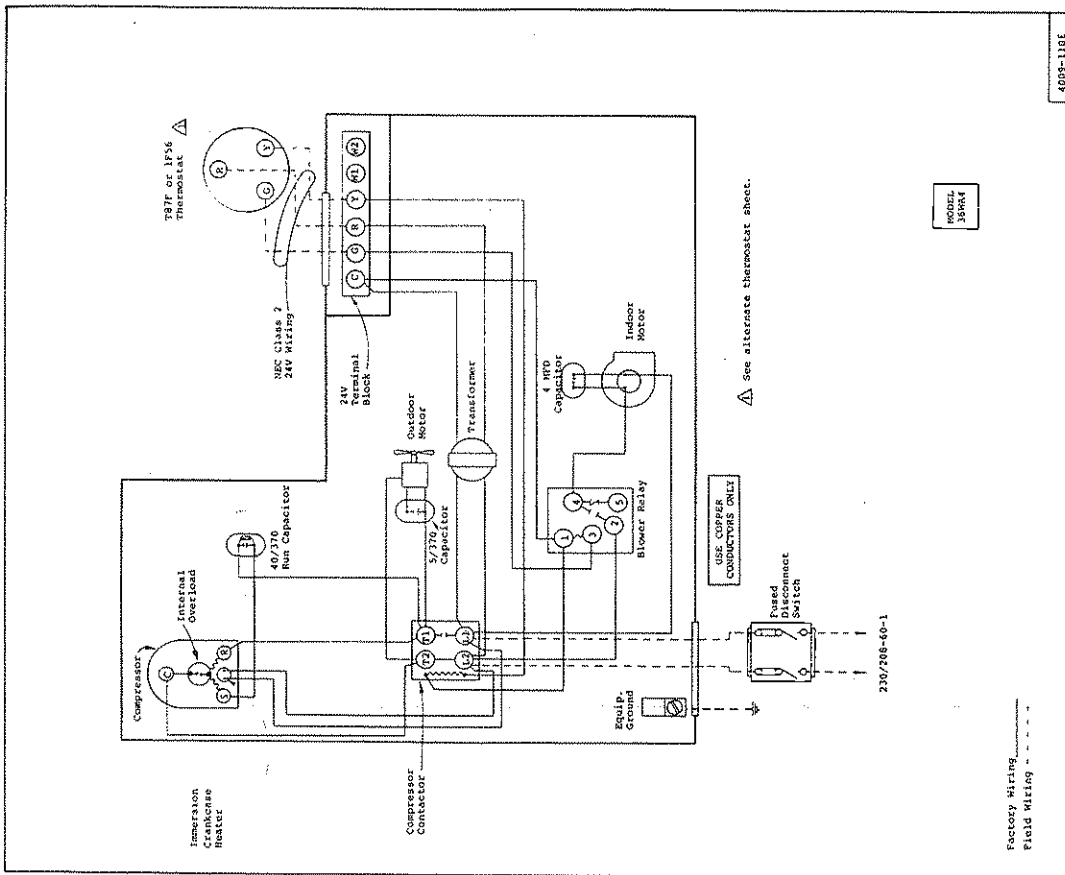 4009-118E
T87F or 1F56
Thermostat
R
G
Y
NEC Class 2
24V Wiring
24V
Terminal
Block
C
G
R
Y
W1
W2
Compressor
Internal
Overload
C
S
R
40/370
Run Capacitor
Outdoor
Motor
5/370
Capacitor
Transformer
4 MFD
Capacitor
Indoor
Motor
Immersion
Crankcase
Heater
Compressor
Contactor
T2
T1
L2
L1
Blower Relay
1
4
3
2
5
Equip.
Ground
USE COPPER
CONDUCTORS ONLY
1 See alternate thermostat sheet.
Fused
Disconnect
Switch
230/208-60-1
MODEL
36WA4
Factory Wiring
Field Wiring